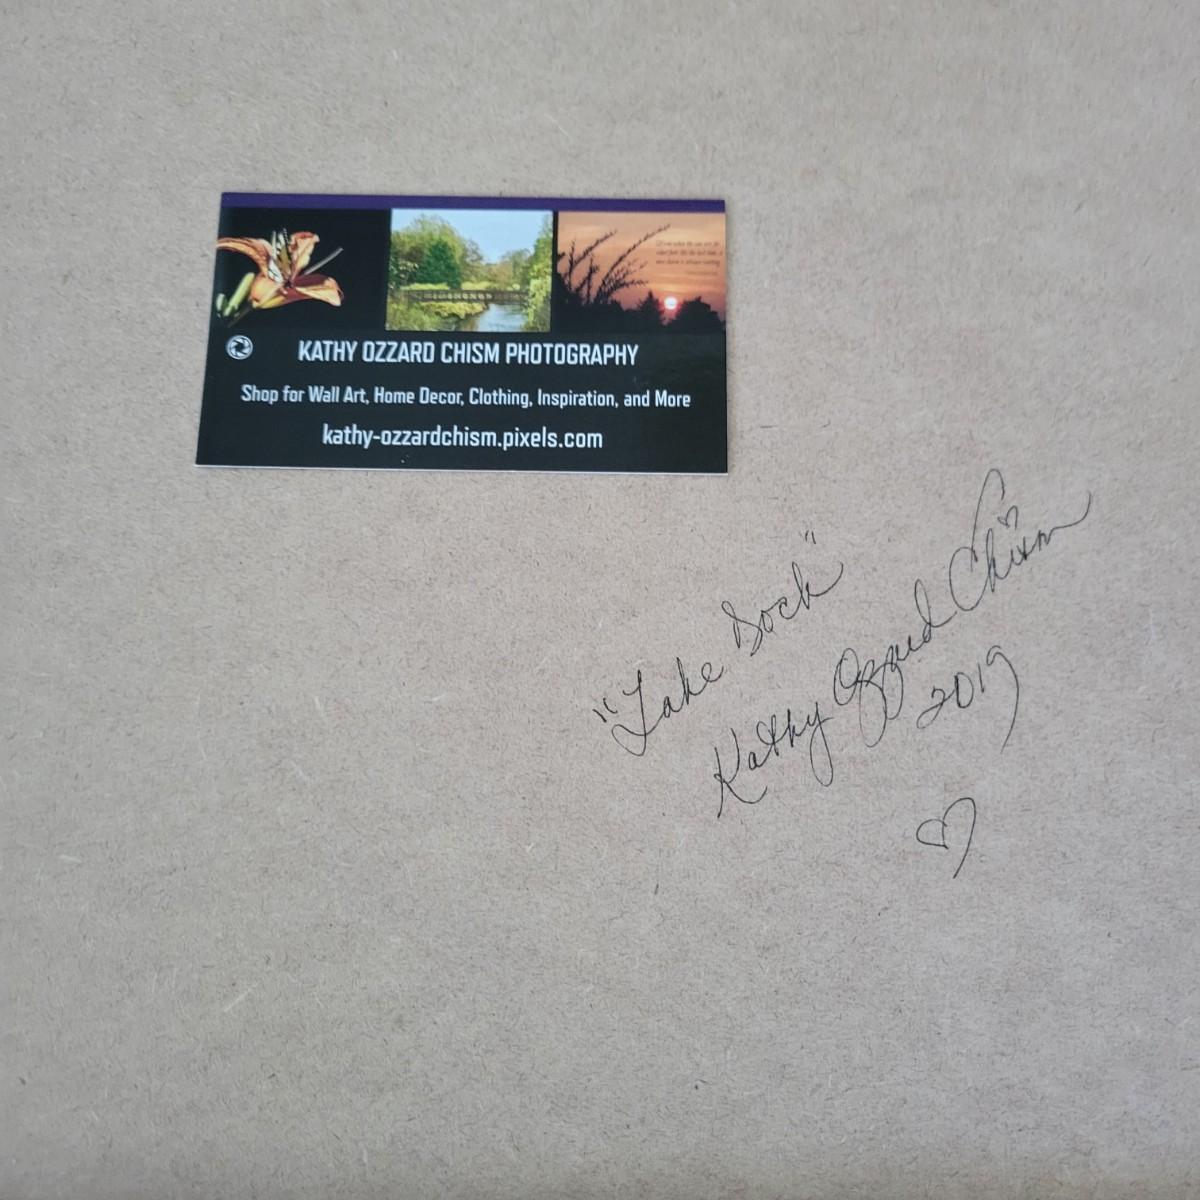 KATHY OZZARD CHISM PHOTOGRAPHY
Shop for Wall Art, Home Decor, Clothing, Inspiration, and More
kathy-ozzardchism.pixels.com
"Lake Sock"
Kathy Ozzard Chism
2019